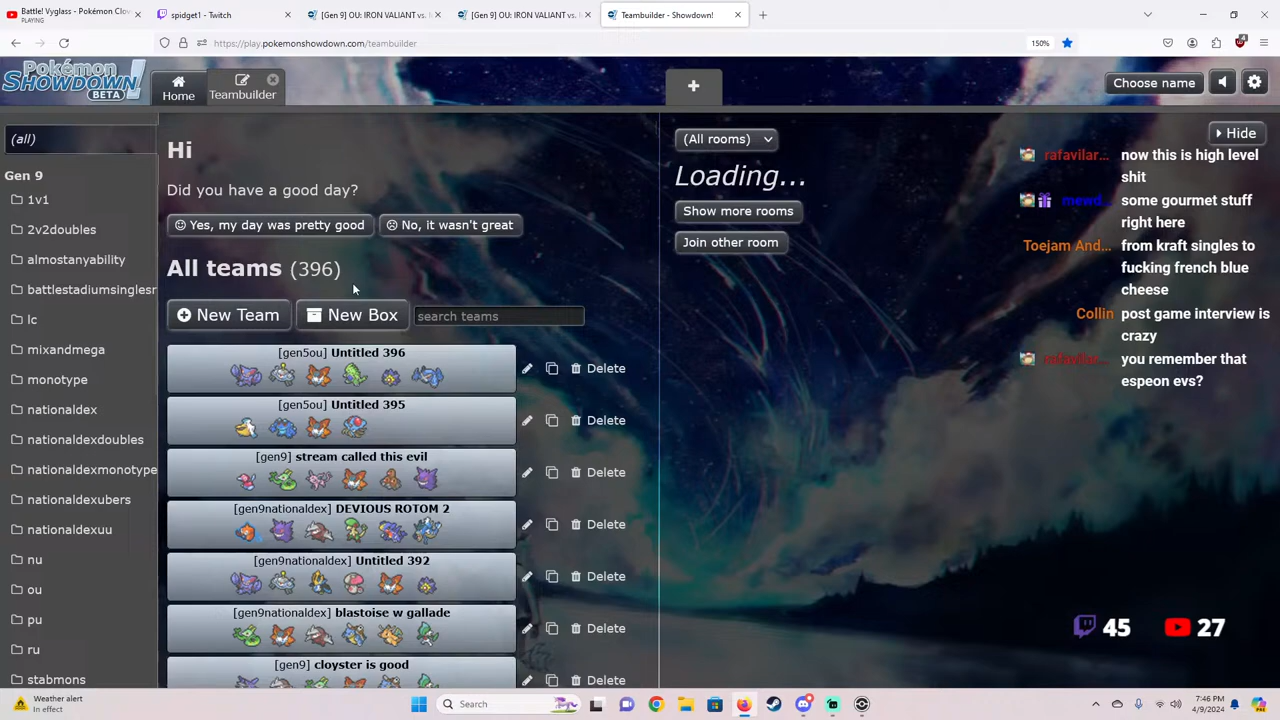 Battle! Vyglass - Pokémon Clov
PLAYING
spidget1 - Twitch
[Gen 9] OU: IRON VALIANT vs. I
[Gen 9] OU: IRON VALIANT vs. I
Teambuilder - Showdown!
https://play.pokemonshowdown.com/teambuilder
150%
4
Pokémon
SHOWDOWN!
BETA
Home
Teambuilder
Choose name
(all)
Gen 9
1v1
2v2doubles
almostanyability
battlestadiumsinglesr
lc
mixandmega
monotype
nationaldex
nationaldexdoubles
nationaldexmonotype
nationaldexubers
nationaldexuu
nu
ou
pu
ru
stabmons
Hi
Did you have a good day?
Yes, my day was pretty good
No, it wasn't great
All teams (396)
New Team
New Box
search teams
[gen5ou] Untitled 396
Delete
[gen5ou] Untitled 395
Delete
[gen9] stream called this evil
Delete
[gen9nationaldex] DEVIOUS ROTOM 2
Delete
[gen9nationaldex] Untitled 392
Delete
[gen9nationaldex] blastoise w gallade
Delete
[gen9] cloyster is good
Delete
(All rooms)
Loading...
Show more rooms
Join other room
Hide
rafavilar... now this is high level
shit
mewd... some gourmet stuff
right here
Toejam And... from kraft singles to
fucking french blue
cheese
Collin post game interview is
crazy
rafavilar... you remember that
espeon evs?
45
27
Weather alert
In effect
Search
7:46 PM
4/9/2024